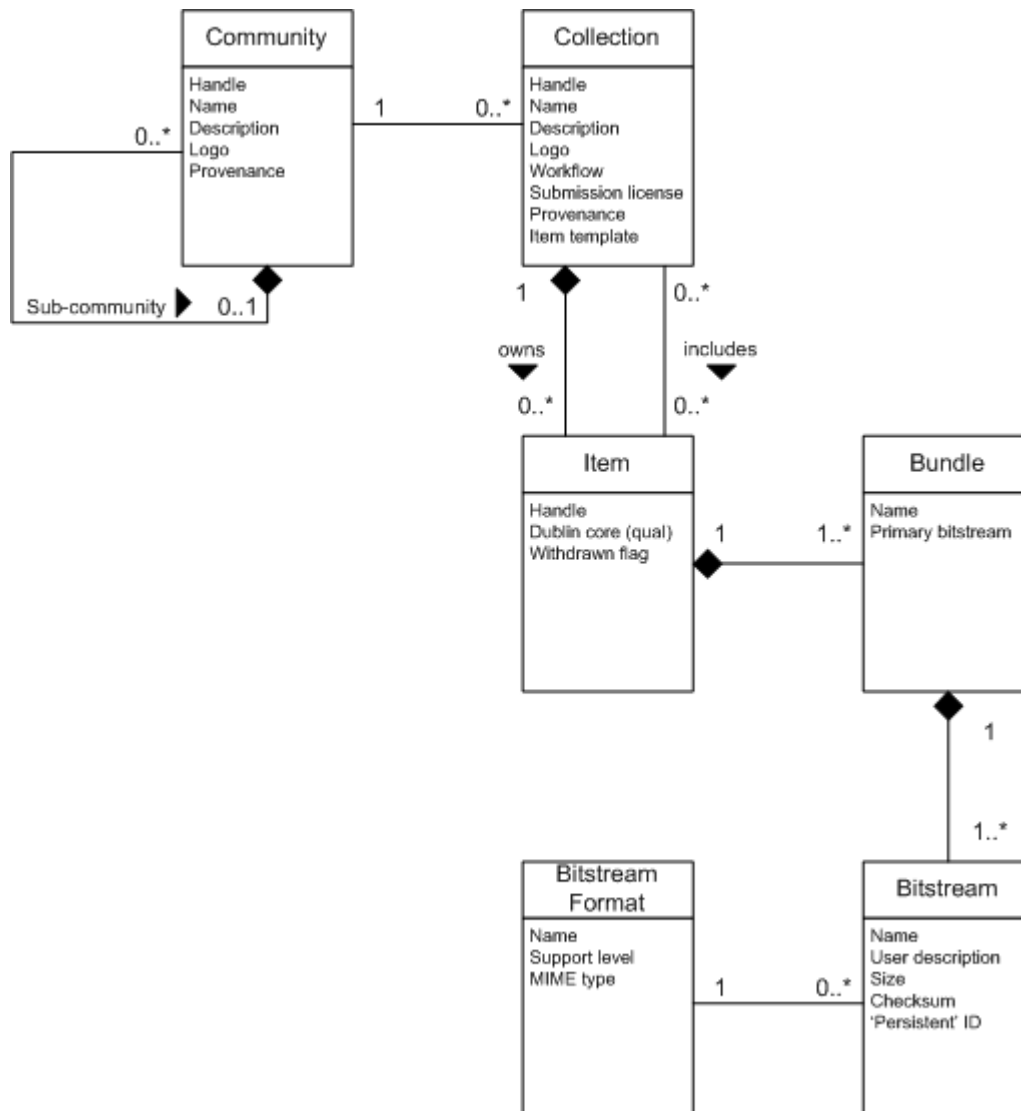 Community
Handle
Name
Description
Logo
Provenance
Collection
Handle
Name
Description
Logo
Workflow
Submission license
Provenance
Item template
1
0..*
0..*
Sub-community
0..1
1
0..*
owns
includes
0..*
0..*
Item
Handle
Dublin core (qual)
Withdrawn flag
1
1..*
Bundle
Name
Primary bitstream
1
1..*
Bitstream
Format
Name
Support level
MIME type
1
0..*
Bitstream
Name
User description
Size
Checksum
‘Persistent’ ID